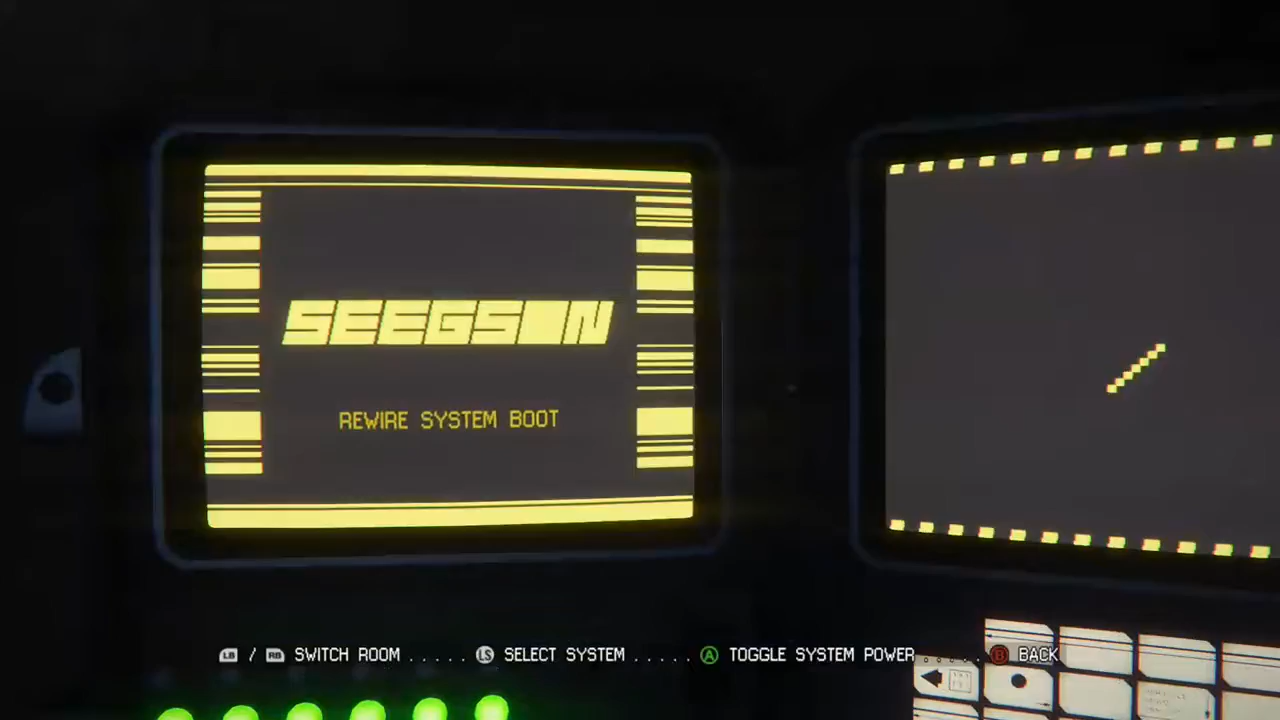 SEEGSON
REWIRE SYSTEM BOOT
LB / RB SWITCH ROOM ..... LS SELECT SYSTEM ..... A TOGGLE SYSTEM POWER ..... B BACK